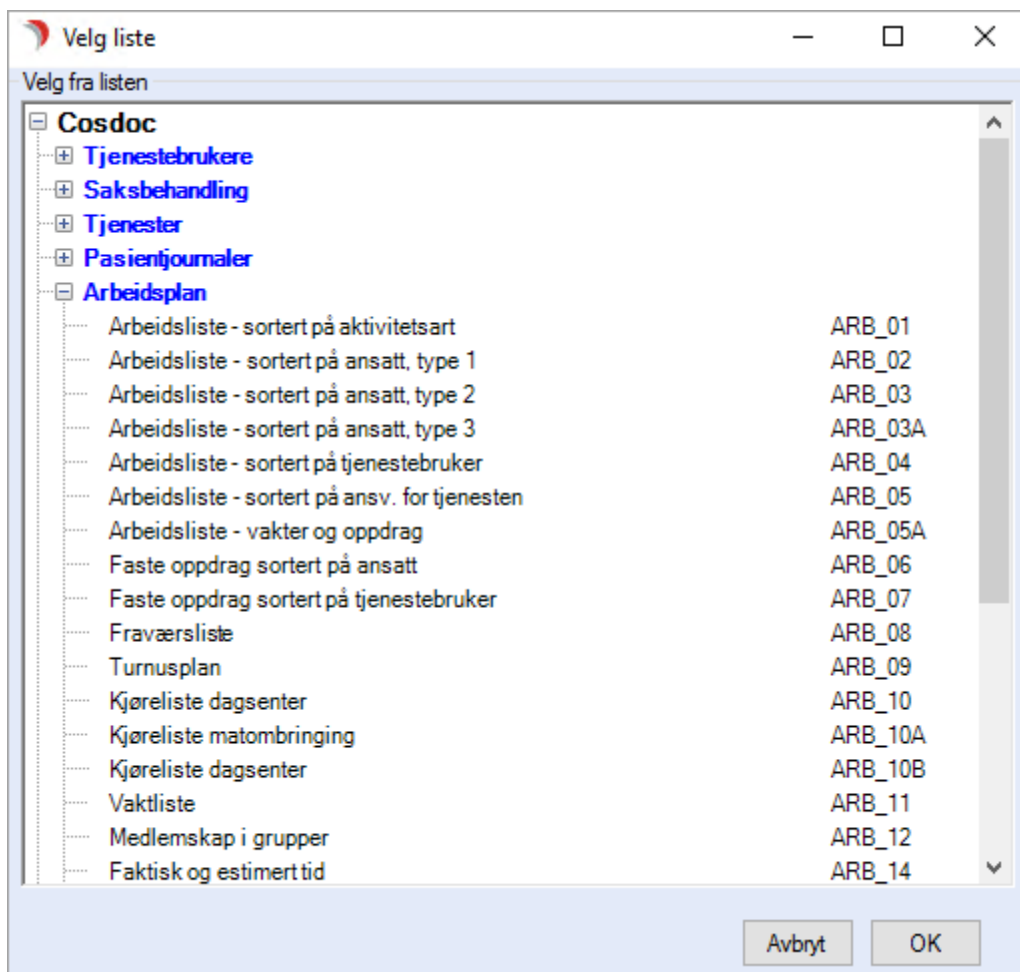 Velg liste
Velg fra listen
Cosdoc
Tjenestebrukere
Saksbehandling
Tjenester
Pasientjournaler
Arbeidsplan
Arbeidsliste - sortert på aktivitetsart ARB_01
Arbeidsliste - sortert på ansatt, type 1 ARB_02
Arbeidsliste - sortert på ansatt, type 2 ARB_03
Arbeidsliste - sortert på ansatt, type 3 ARB_03A
Arbeidsliste - sortert på tjenestebruker ARB_04
Arbeidsliste - sortert på ansv. for tjenesten ARB_05
Arbeidsliste - vakter og oppdrag ARB_05A
Faste oppdrag sortert på ansatt ARB_06
Faste oppdrag sortert på tjenestebruker ARB_07
Fraværsliste ARB_08
Turnusplan ARB_09
Kjøreliste dagsenter ARB_10
Kjøreliste matombringing ARB_10A
Kjøreliste dagsenter ARB_10B
Vaktliste ARB_11
Medlemskap i grupper ARB_12
Faktisk og estimert tid ARB_14
Avbryt OK